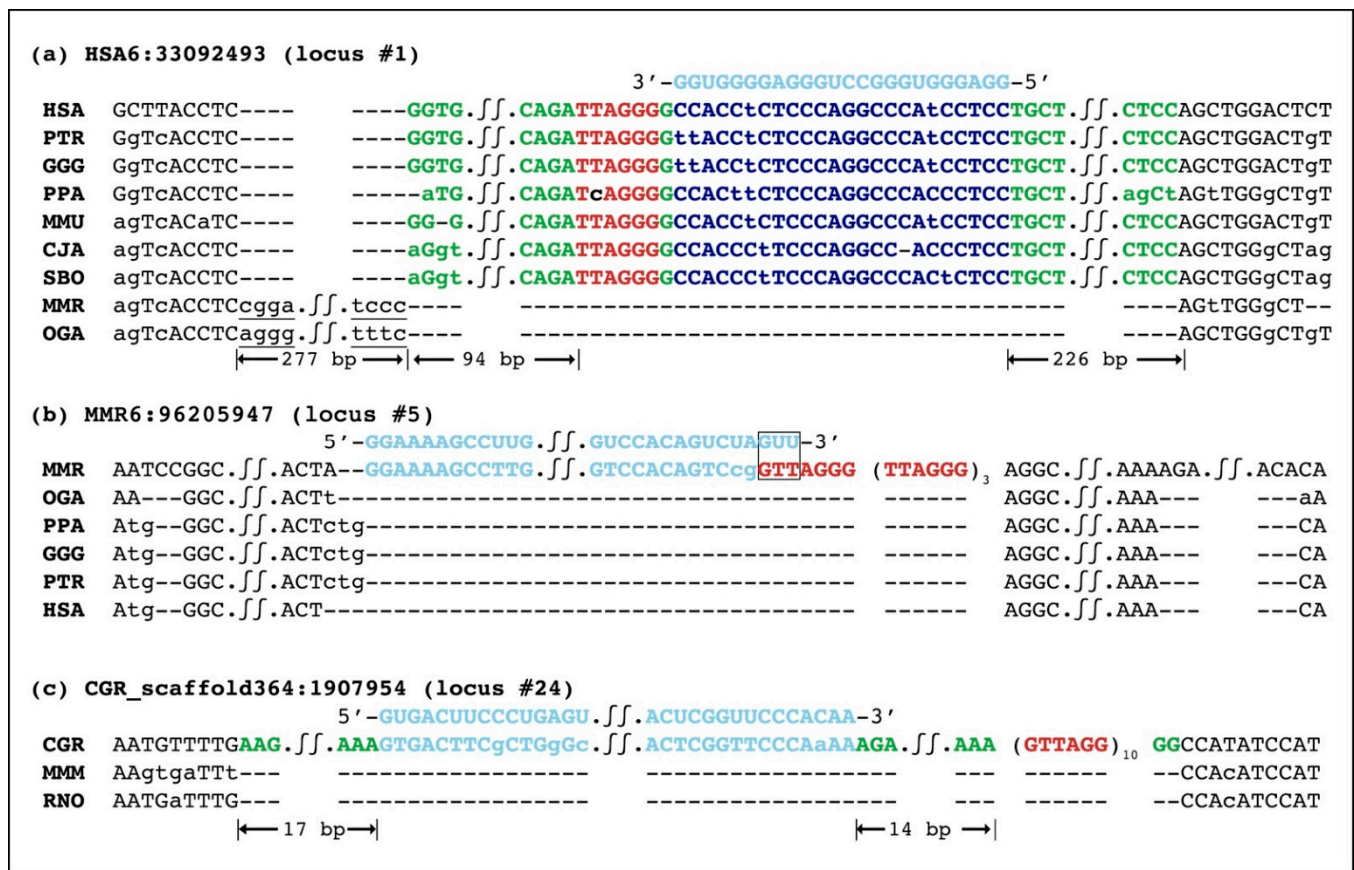 (a) HSA6:33092493 (locus #1)
3′-GGUGGGGAGGGUCCGGGUGGGAGG-5′
HSA GCTTACCTC---- ----GGTG.∫∫.CAGATTAGGGGCCACCtCTCCCAGGCCCAtCCTCCTGCT.∫∫.CTCCAGCTGGACTCT
PTR GgTcACCTC---- ----GGTG.∫∫.CAGATTAGGGGttACCtCTCCCAGGCCCAtCCTCCTGCT.∫∫.CTCCAGCTGGACTgT
GGG GgTcACCTC---- ----GGTG.∫∫.CAGATTAGGGGttACCtCTCCCAGGCCCAtCCTCCTGCT.∫∫.CTCCAGCTGGACTgT
PPA GgTcACCTC---- -----aTG.∫∫.CAGATcAGGGGCCACttCTCCCAGGCCCACCCTCCTGCT.∫∫.agCtAGtTGGgCTgT
MMU agTcACaTC---- ----GG-G.∫∫.CAGATTAGGGGCCACCtCTCCCAGGCCCAtCCTCCTGCT.∫∫.CTCCAGCTGGACTgT
CJA agTcACCTC---- ----aGgt.∫∫.CAGATTAGGGGCCACCCtTCCCAGGCC-ACCCTCCTGCT.∫∫.CTCCAGCTGGgCTag
SBO agTcACCTC---- ----aGgt.∫∫.CAGATTAGGGGCCACCCtTCCCAGGCCCACtCTCCTGCT.∫∫.CTCCAGCTGGgCTag
MMR agTcACCTCcgga.∫∫.tccc---- ----------------------------------- ----AGtTGGgCT--
OGA agTcACCTCaggg.∫∫.tttc---- ----------------------------------- ----AGCTGGgCTgT
|←— 277 bp —→|←— 94 bp —→| |←— 226 bp —→|
(b) MMR6:96205947 (locus #5)
5′-GGAAAAGCCUUG.∫∫.GUCCACAGUCUAGUU-3′
MMR AATCCGGC.∫∫.ACTA--GGAAAAGCCTTG.∫∫.GTCCACAGTCcgGTTAGGG (TTAGGG)3 AGGC.∫∫.AAAAGA.∫∫.ACACA
OGA AA---GGC.∫∫.ACTt--------------------------------------- ------ AGGC.∫∫.AAA--- ---aA
PPA Atg--GGC.∫∫.ACTctg------------------------------------- ------ AGGC.∫∫.AAA--- ---CA
GGG Atg--GGC.∫∫.ACTctg------------------------------------- ------ AGGC.∫∫.AAA--- ---CA
PTR Atg--GGC.∫∫.ACTctg------------------------------------- ------ AGGC.∫∫.AAA--- ---CA
HSA Atg--GGC.∫∫.ACT---------------------------------------- ------ AGGC.∫∫.AAA--- ---CA
(c) CGR_scaffold364:1907954 (locus #24)
5′-GUGACUUCCCUGAGU.∫∫.ACUCGGUUCCCACAA-3′
CGR AATGTTTTGAAG.∫∫.AAAGTGACTTCgCTGgGc.∫∫.ACTCGGTTCCCAaAAAGA.∫∫.AAA (GTTAGG)10 GGCCATATCCAT
MMM AAgtgaTTt--- ------------------ ------------------ --- ------ --CCAcATCCAT
RNO AATGaTTTG--- ------------------ ------------------ --- ------ --CCAcATCCAT
|←— 17 bp—→| |←—14 bp —→|